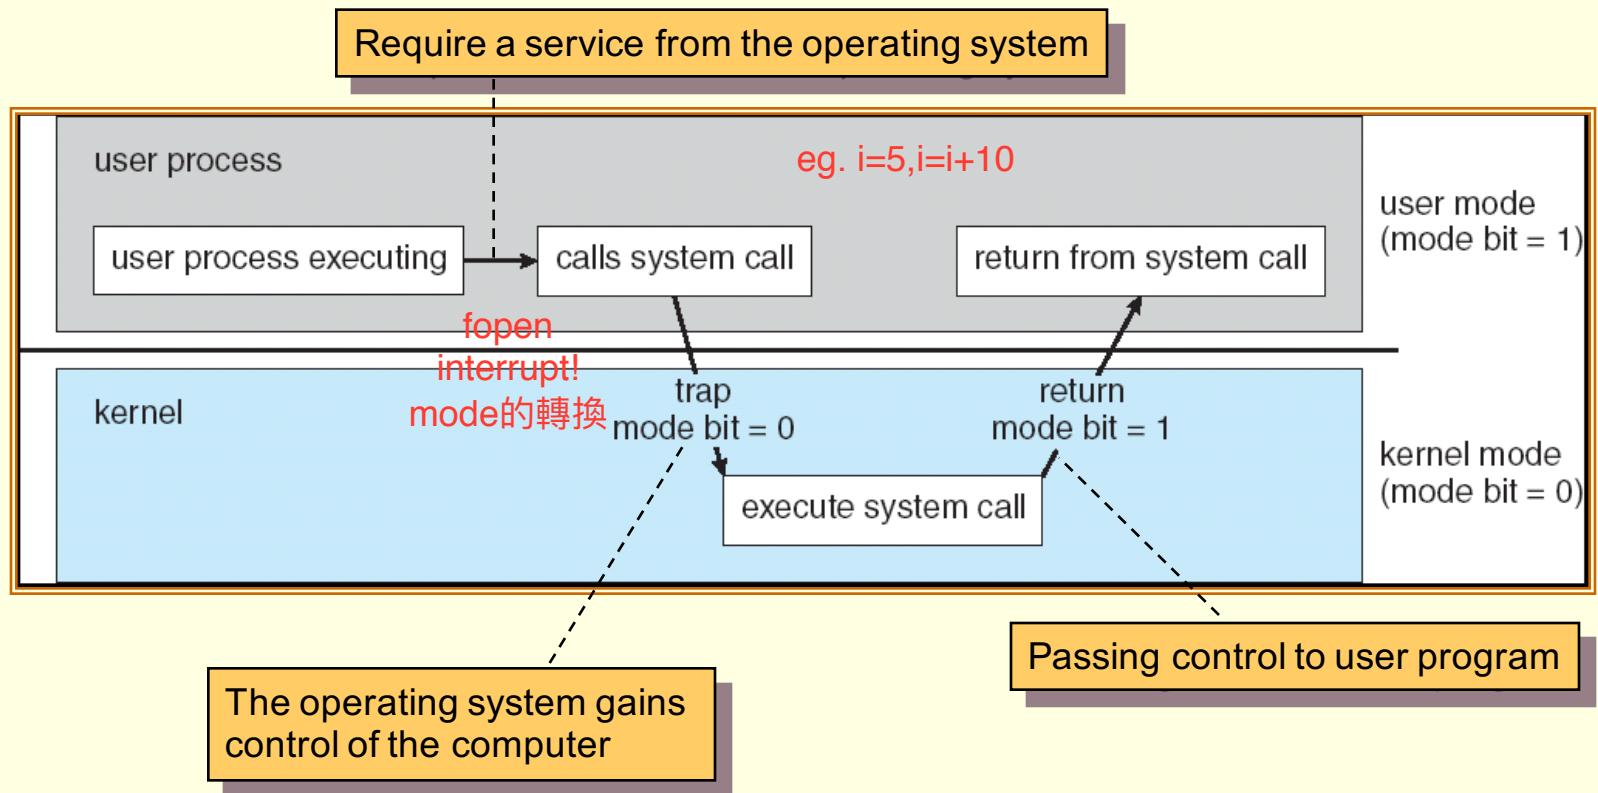 Require a service from the operating system
user process
eg. i=5,i=i+10
user mode
(mode bit = 1)
user process executing
calls system call
return from system call
fopen
interrupt!
mode的轉換
kernel
trap
mode bit = 0
return
mode bit = 1
kernel mode
(mode bit = 0)
execute system call
Passing control to user program
The operating system gains
control of the computer